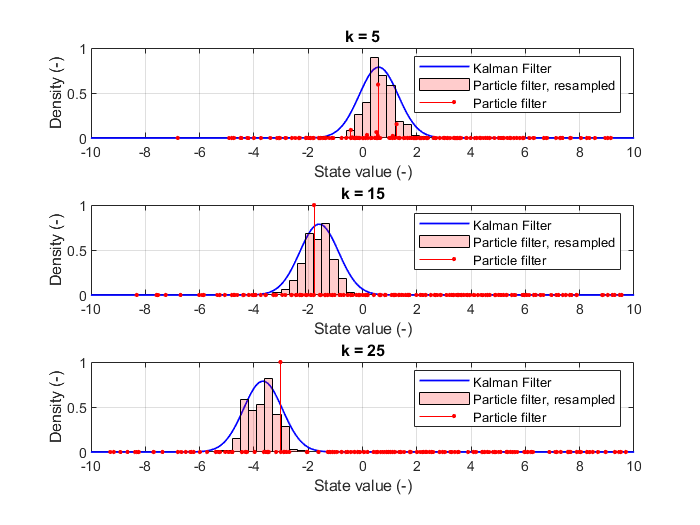 k = 5
1
0.5
0
Density (-)
Kalman Filter
Particle filter, resampled
Particle filter
-10 -8 -6 -4 -2 0 2 4 6 8 10
State value (-)
k = 15
1
0.5
0
Density (-)
Kalman Filter
Particle filter, resampled
Particle filter
-10 -8 -6 -4 -2 0 2 4 6 8 10
State value (-)
k = 25
1
0.5
0
Density (-)
Kalman Filter
Particle filter, resampled
Particle filter
-10 -8 -6 -4 -2 0 2 4 6 8 10
State value (-)